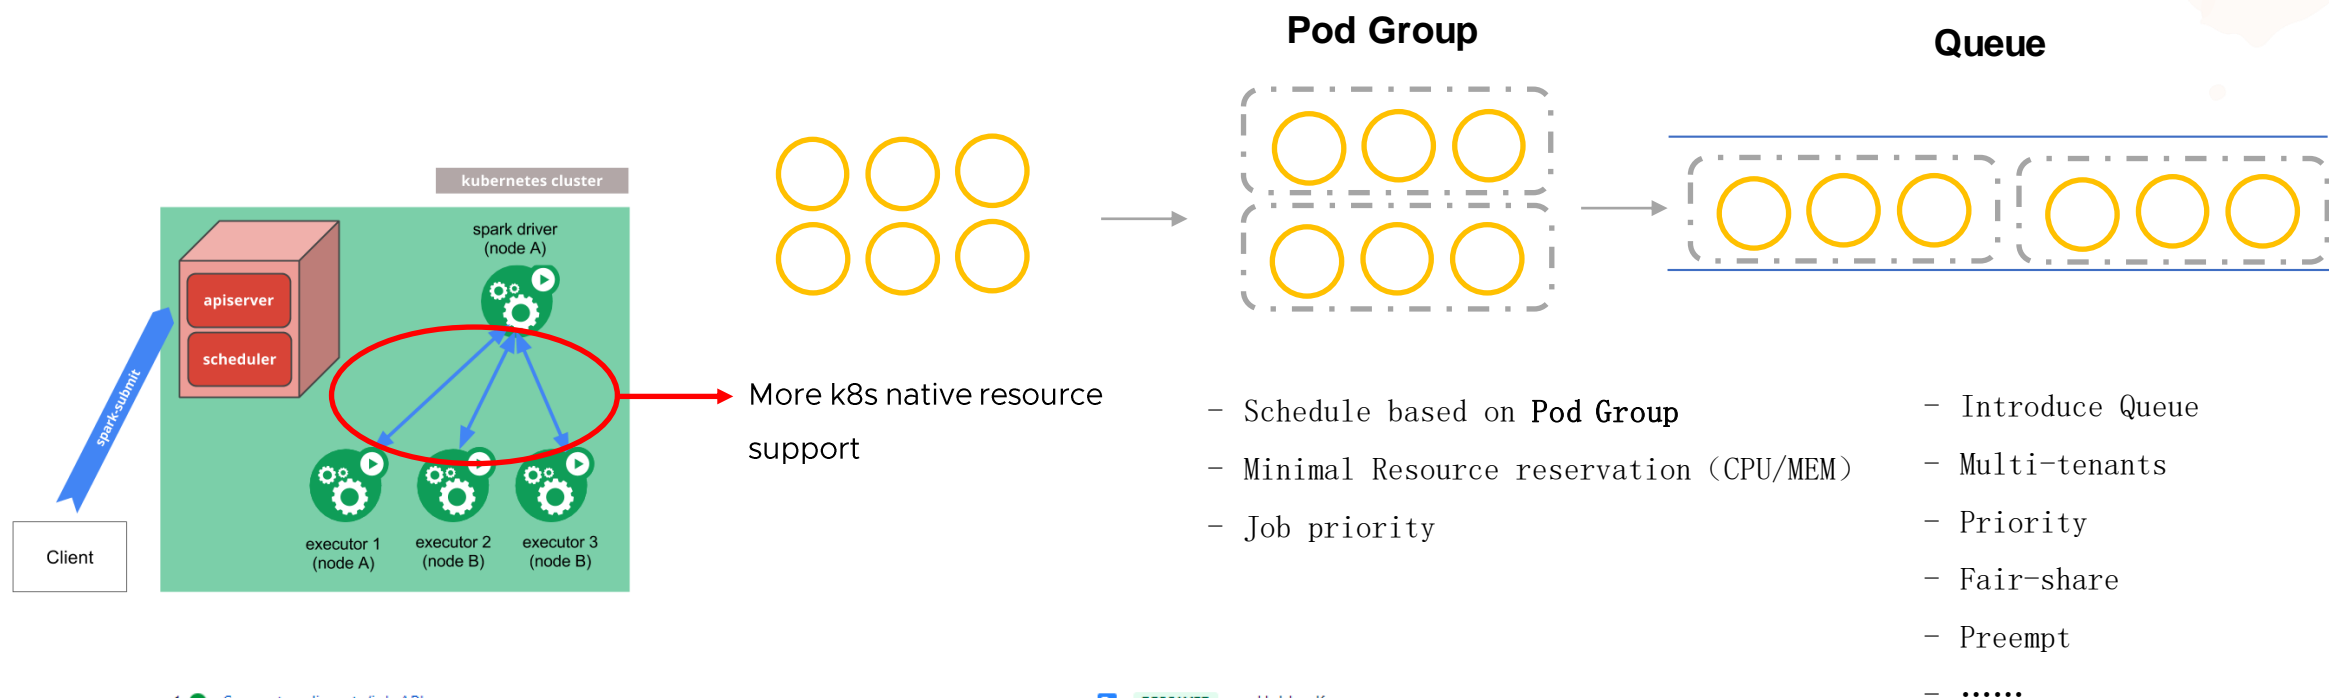 Pod Group
Queue
kubernetes cluster
spark driver
(node A)
apiserver
scheduler
spark-submit
Client
executor 1
(node A)
executor 2
(node B)
executor 3
(node B)
More k8s native resource
support
- Schedule based on Pod Group
- Minimal Resource reservation（CPU/MEM）
- Job priority
- Introduce Queue
- Multi-tenants
- Priority
- Fair-share
- Preempt
- ......